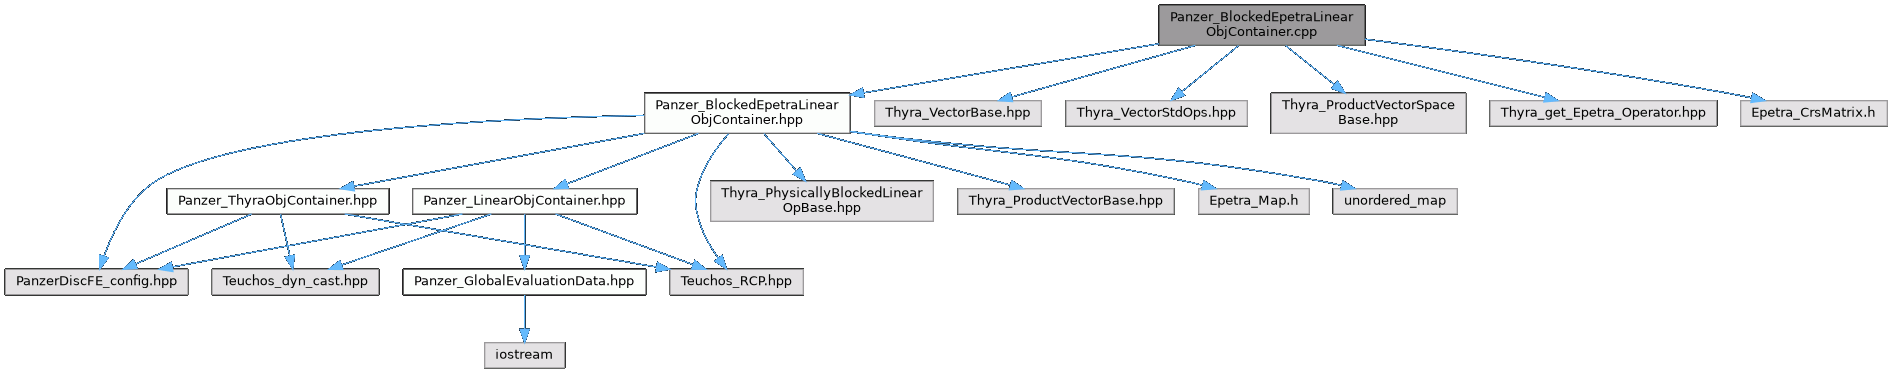 Panzer_BlockedEpetraLinear
ObjContainer.cpp
Panzer_BlockedEpetraLinear
ObjContainer.hpp
Thyra_VectorBase.hpp
Thyra_VectorStdOps.hpp
Thyra_ProductVectorSpace
Base.hpp
Thyra_get_Epetra_Operator.hpp
Epetra_CrsMatrix.h
Panzer_ThyraObjContainer.hpp
Panzer_LinearObjContainer.hpp
Thyra_PhysicallyBlockedLinear
OpBase.hpp
Thyra_ProductVectorBase.hpp
Epetra_Map.h
unordered_map
PanzerDiscFE_config.hpp
Teuchos_dyn_cast.hpp
Panzer_GlobalEvaluationData.hpp
Teuchos_RCP.hpp
iostream